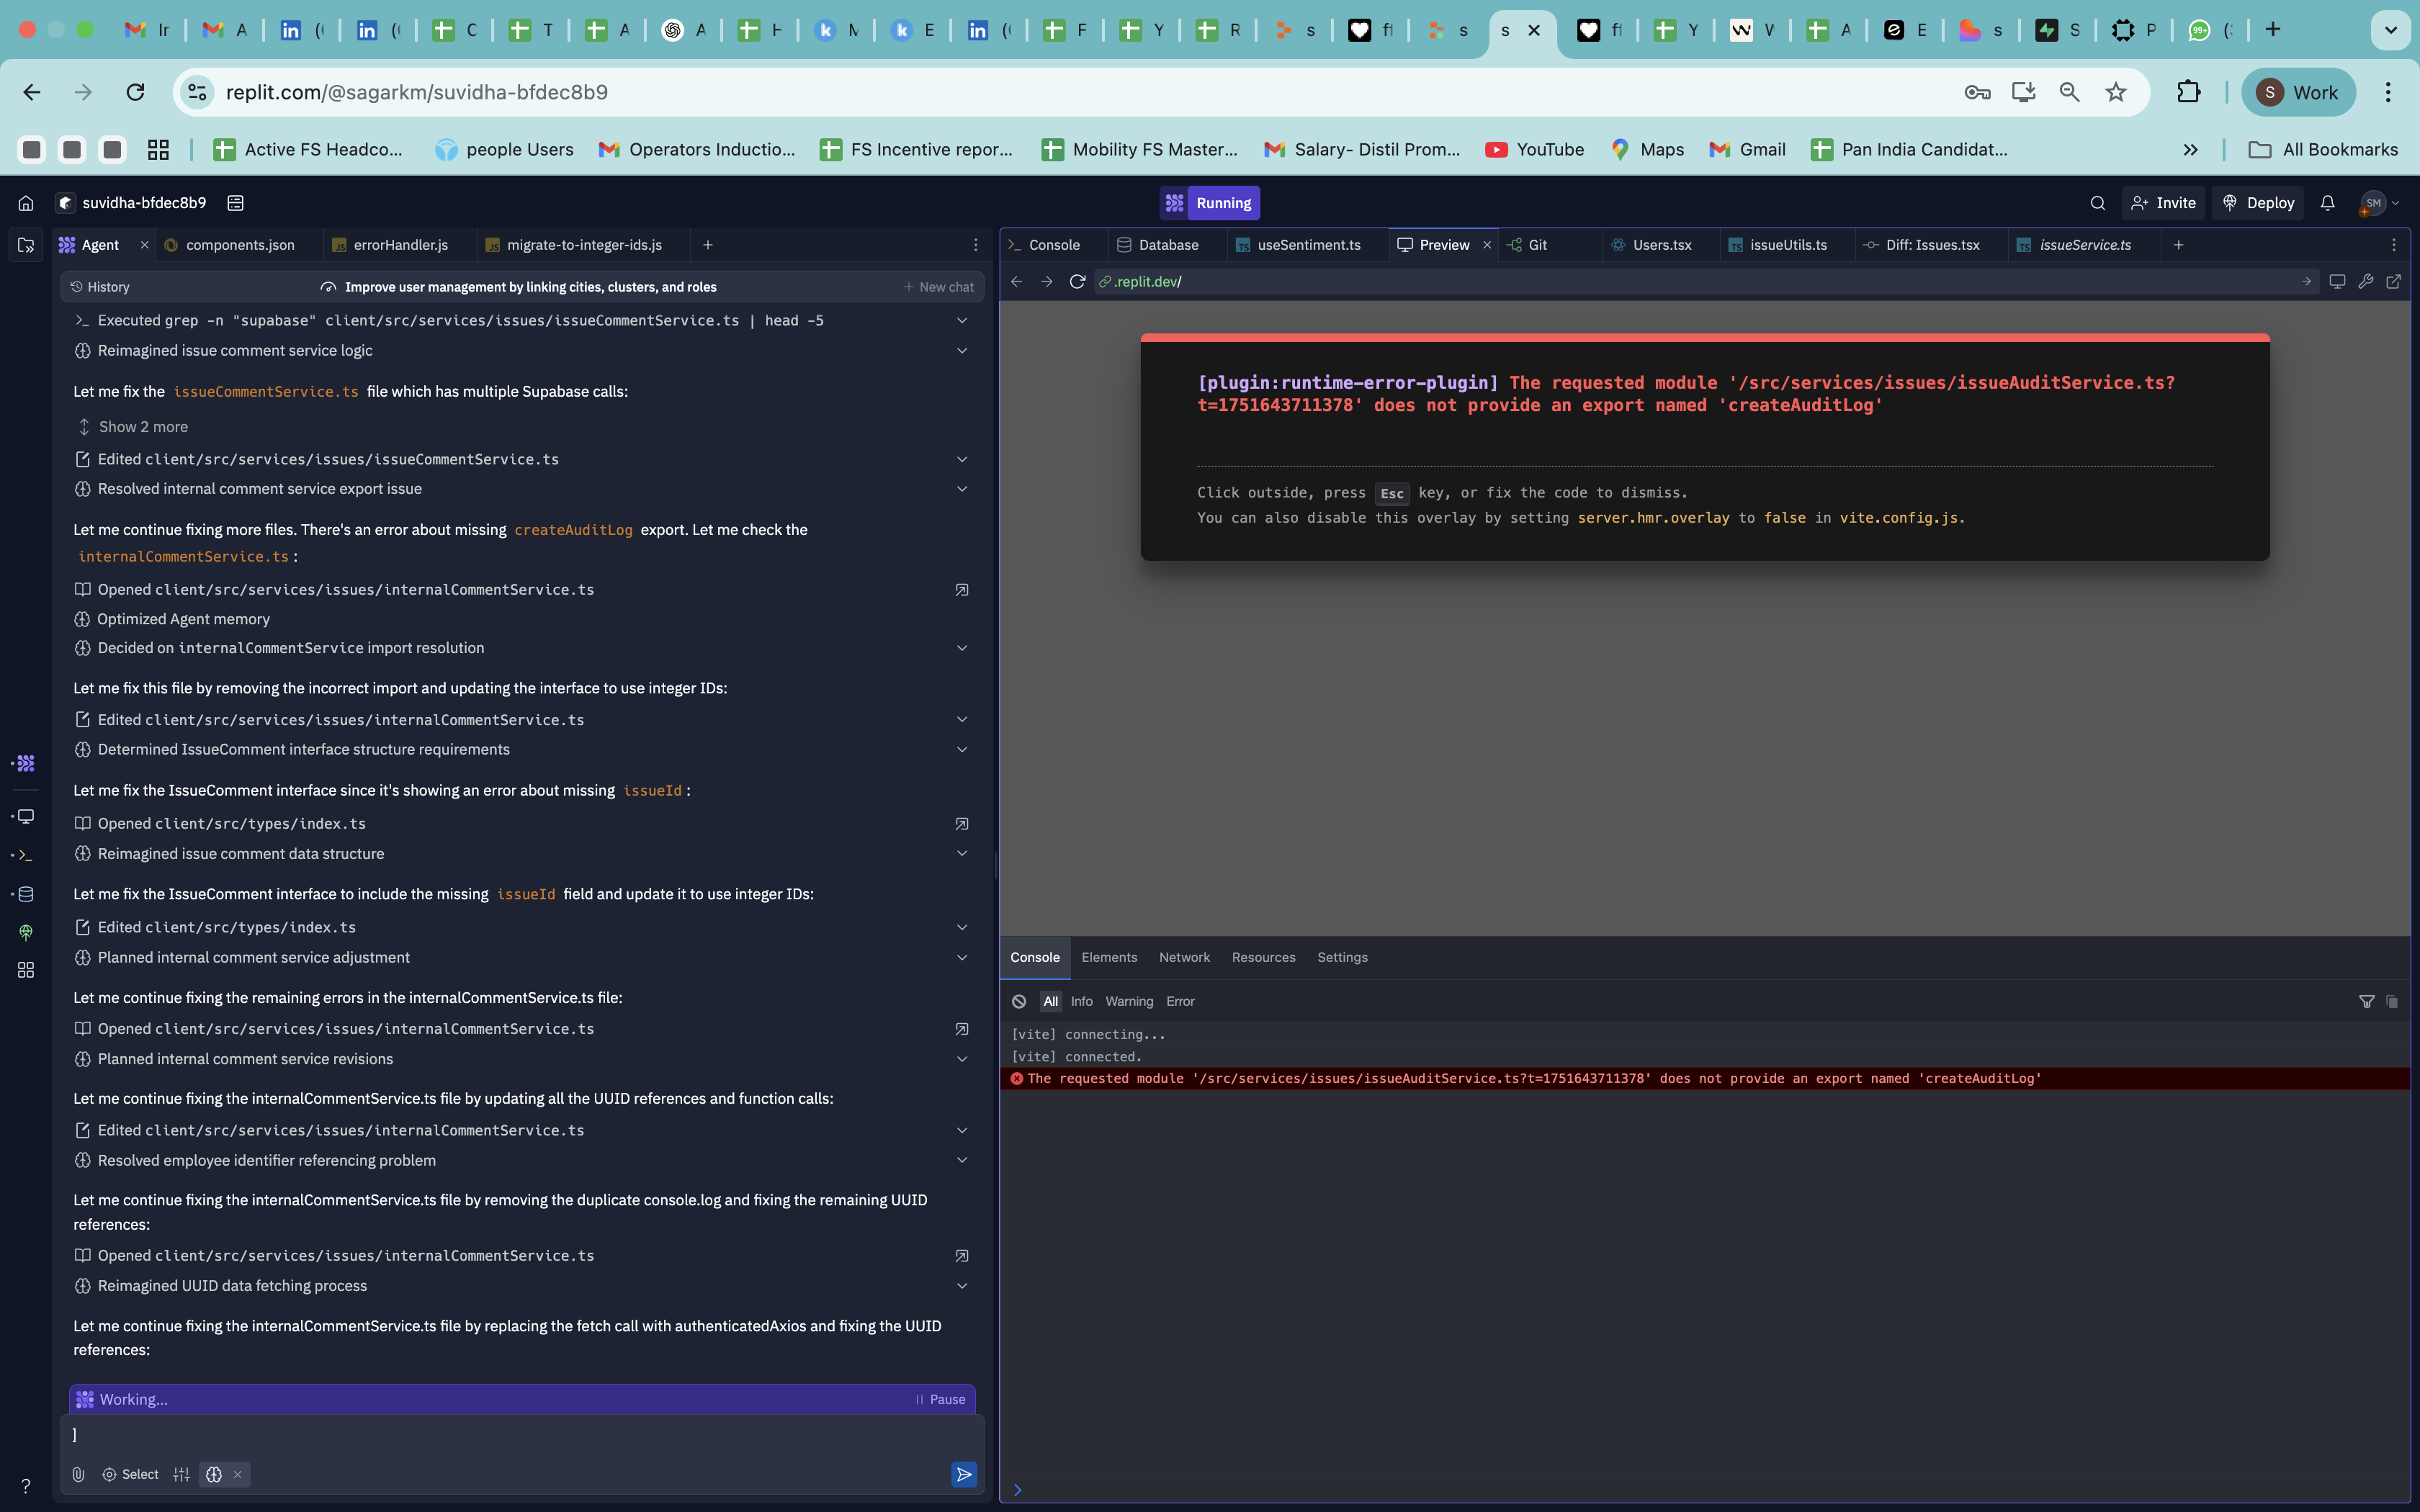 Ir
A
(
(
C
T
A
A
H
M
E
(
F
Y
R
s
ff
s
s
ff
Y
W
A
E
s
S
P
99+
(
replit.com/@sagarkm/suvidha-bfdec8b9
S
Work
Active FS Headco...
people Users
Operators Inductio...
FS Incentive repor...
Mobility FS Master...
Salary- Distil Prom...
YouTube
Maps
Gmail
Pan India Candidat...
All Bookmarks
suvidha-bfdec8b9
Running
Invite
Deploy
SM
Agent
components.json
JS errorHandler.js
JS migrate-to-integer-ids.js
History
Improve user management by linking cities, clusters, and roles
New chat
Executed grep -n "supabase" client/src/services/issues/issueCommentService.ts | head -5
Reimagined issue comment service logic
Let me fix the issueCommentService.ts file which has multiple Supabase calls:
Show 2 more
Edited client/src/services/issues/issueCommentService.ts
Resolved internal comment service export issue
Let me continue fixing more files. There's an error about missing createAuditLog export. Let me check the
internalCommentService.ts :
Opened client/src/services/issues/internalCommentService.ts
Optimized Agent memory
Decided on internalCommentService import resolution
Let me fix this file by removing the incorrect import and updating the interface to use integer IDs:
Edited client/src/services/issues/internalCommentService.ts
Determined IssueComment interface structure requirements
Let me fix the IssueComment interface since it's showing an error about missing issueId :
Opened client/src/types/index.ts
Reimagined issue comment data structure
Let me fix the IssueComment interface to include the missing issueId field and update it to use integer IDs:
Edited client/src/types/index.ts
Planned internal comment service adjustment
Let me continue fixing the remaining errors in the internalCommentService.ts file:
Opened client/src/services/issues/internalCommentService.ts
Planned internal comment service revisions
Let me continue fixing the internalCommentService.ts file by updating all the UUID references and function calls:
Edited client/src/services/issues/internalCommentService.ts
Resolved employee identifier referencing problem
Let me continue fixing the internalCommentService.ts file by removing the duplicate console.log and fixing the remaining UUID
references:
Opened client/src/services/issues/internalCommentService.ts
Reimagined UUID data fetching process
Let me continue fixing the internalCommentService.ts file by replacing the fetch call with authenticatedAxios and fixing the UUID
references:
Working...
Pause
]
Select
?
Console
Database
TS useSentiment.ts
Preview
Git
Users.tsx
TS issueUtils.ts
Diff: Issues.tsx
TS issueService.ts
.replit.dev/
[plugin:runtime-error-plugin] The requested module '/src/services/issues/issueAuditService.ts?
t=1751643711378' does not provide an export named 'createAuditLog'
Click outside, press Esc key, or fix the code to dismiss.
You can also disable this overlay by setting server.hmr.overlay to false in vite.config.js.
Console
Elements
Network
Resources
Settings
All
Info
Warning
Error
[vite] connecting...
[vite] connected.
The requested module '/src/services/issues/issueAuditService.ts?t=1751643711378' does not provide an export named 'createAuditLog'